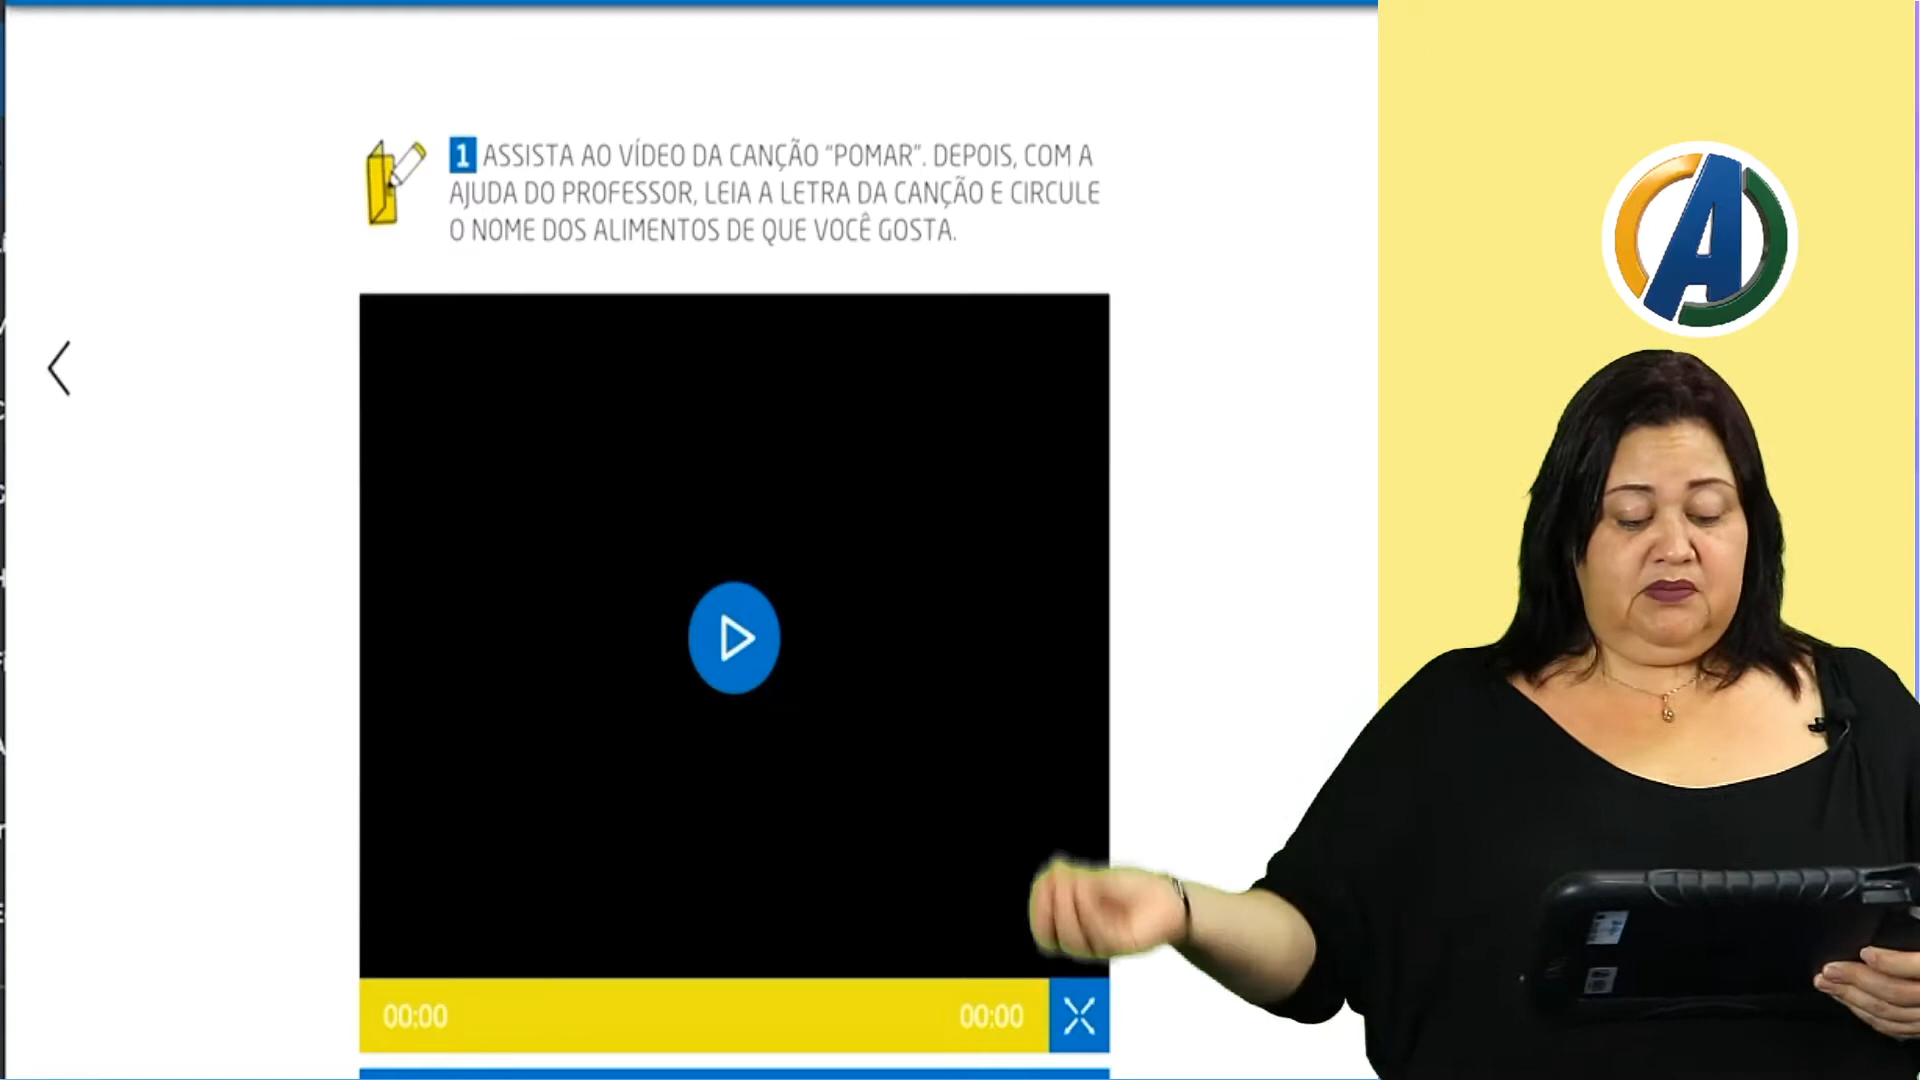 1 ASSISTA AO VÍDEO DA CANÇÃO “POMAR”. DEPOIS, COM A
AJUDA DO PROFESSOR, LEIA A LETRA DA CANÇÃO E CIRCULE
O NOME DOS ALIMENTOS DE QUE VOCÊ GOSTA.
A
00:00 00:00